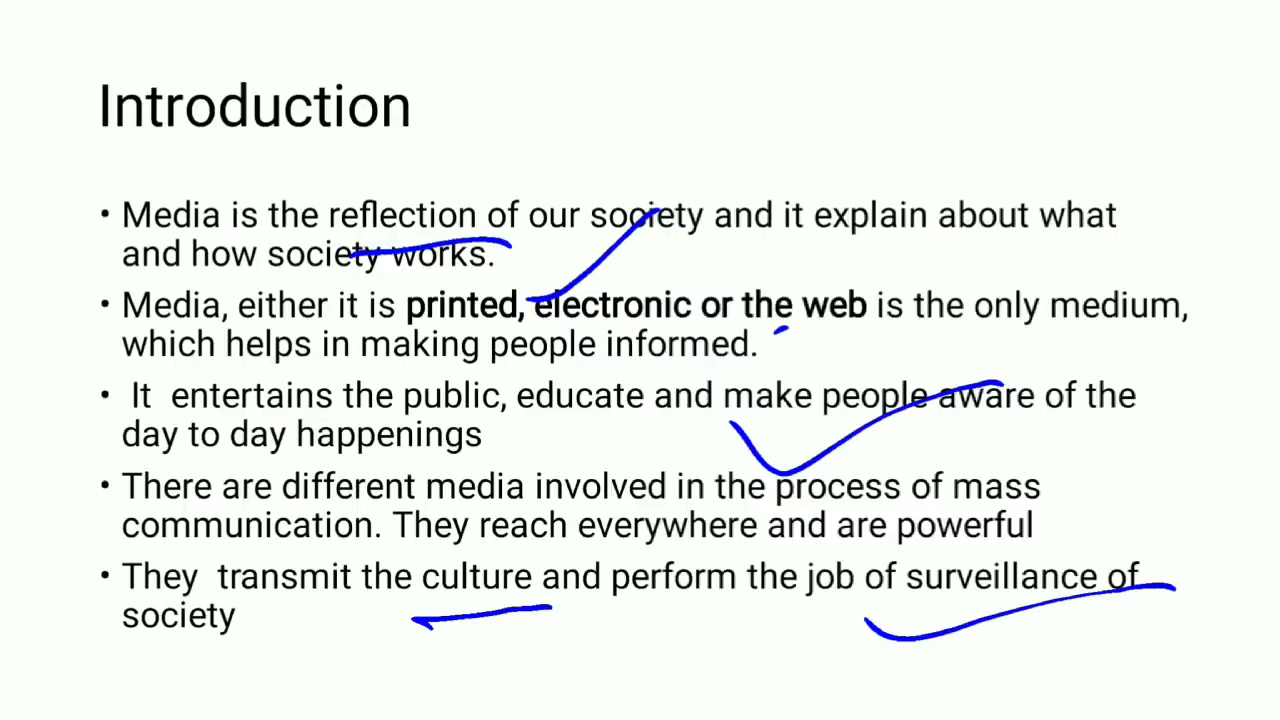 Introduction
• Media is the reflection of our society and it explain about what
and how society works.
• Media, either it is printed, electronic or the web is the only medium,
which helps in making people informed.
• It entertains the public, educate and make people aware of the
day to day happenings
• There are different media involved in the process of mass
communication. They reach everywhere and are powerful
• They transmit the culture and perform the job of surveillance of
society